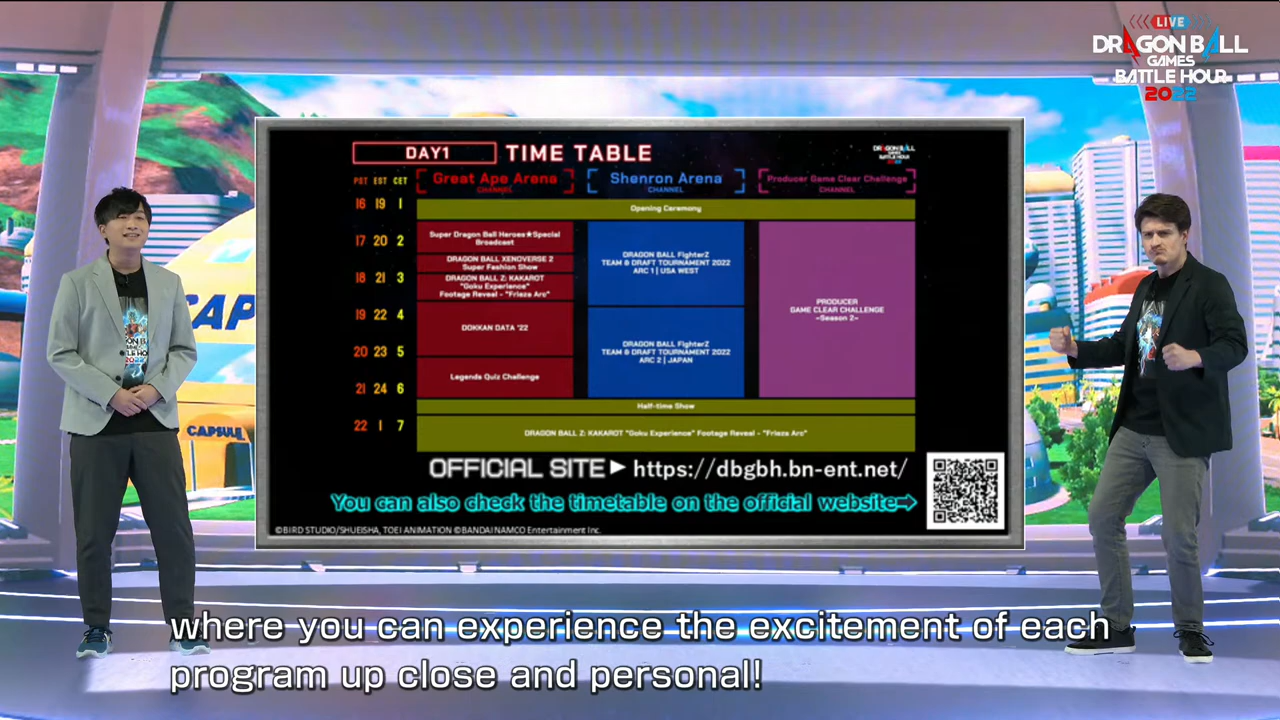 LIVE
DRAGON BALL
GAMES
BATTLE HOUR
2022
DAY1
TIME TABLE
DRAGON BALL
GAMES
BATTLE HOUR
PST EST CET
Great Ape Arena
CHANNEL
Shenron Arena
CHANNEL
Producer Game Clear Challenge
CHANNEL
16 19 1
Opening Ceremony
17 20 2
Super Dragon Ball Heroes★Special
Broadcast
DRAGON BALL XENOVERSE 2
Super Fashion Show
18 21 3
DRAGON BALL Z: KAKAROT
"Goku Experience"
Footage Reveal - "Frieza Arc"
19 22 4
DOKKAN DATA '22
20 23 5
Legends Quiz Challenge
21 24 6
DRAGON BALL FighterZ
TEAM & DRAFT TOURNAMENT 2022
ARC 1 | USA WEST
DRAGON BALL FighterZ
TEAM & DRAFT TOURNAMENT 2022
ARC 2 | JAPAN
PRODUCER
GAME CLEAR CHALLENGE
~Season 2~
Half-time Show
22 1 7
DRAGON BALL Z: KAKAROT "Goku Experience" Footage Reveal - "Frieza Arc"
OFFICIAL SITE ▶ https://dbgbh.bn-ent.net/
You can also check the timetable on the official website➔
©BIRD STUDIO/SHUEISHA, TOEI ANIMATION ©BANDAI NAMCO Entertainment Inc.
CAP
CAPSULE
where you can experience the excitement of each
program up close and personal!